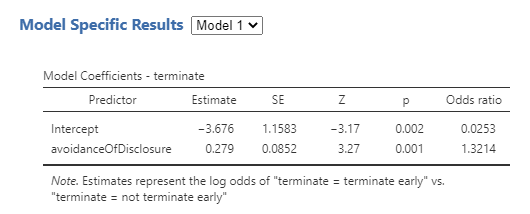 Model Specific Results Model 1
Model Coefficients - terminate
Predictor Estimate SE Z p Odds ratio
Intercept −3.676 1.1583 −3.17 0.002 0.0253
avoidanceOfDisclosure 0.279 0.0852 3.27 0.001 1.3214
Note. Estimates represent the log odds of "terminate = terminate early" vs.
"terminate = not terminate early"